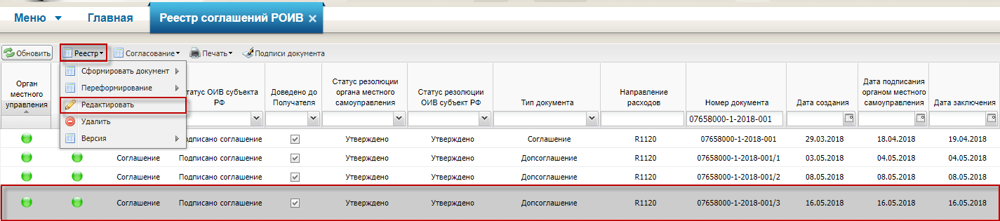 Меню Главная Реестр соглашений РОИВ ×
Обновить Реестр Согласование Печать Подписи документа
Сформировать документ
Переформирование
Редактировать
Удалить
Версия
Орган
местного
управления
татус ОИВ субъекта
РФ
Доведено до
Получателя
Статус резолюции
органа местного
самоуправления
Статус резолюции
ОИВ субъект РФ
Тип документа
Направление
расходов
Номер документа
Дата создания
Дата подписания
органом местного
самоуправления
Дата заключения
07658000-1-2018-001
одписано соглашение Утверждено Утверждено Соглашение R1120 07658000-1-2018-001 29.03.2018 18.04.2018 19.04.2018
Соглашение Подписано соглашение Утверждено Утверждено Допсоглашение R1120 07658000-1-2018-001/1 03.05.2018 04.05.2018 04.05.2018
Соглашение Подписано соглашение Утверждено Утверждено Допсоглашение R1120 07658000-1-2018-001/2 08.05.2018 08.05.2018 08.05.2018
Соглашение Подписано соглашение Утверждено Утверждено Допсоглашение R1120 07658000-1-2018-001/3 16.05.2018 16.05.2018 16.05.2018